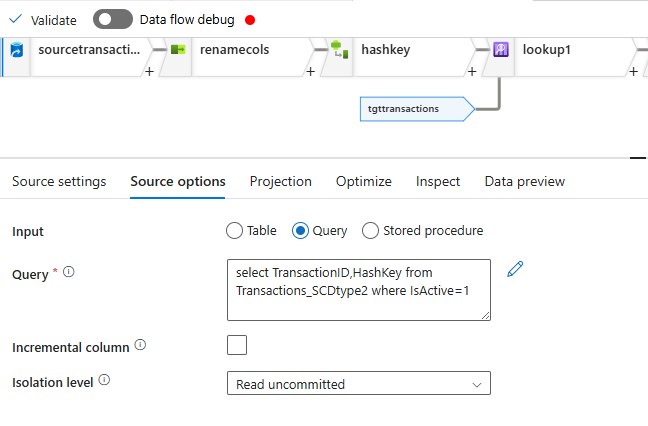 Validate Data flow debug
sourcetransacti... renamecols hashkey lookup1
+ + + +
tgttransactions
Source settings Source options Projection Optimize Inspect Data preview
Input Table Query Stored procedure
Query * select TransactionID,HashKey from
Transactions_SCDtype2 where IsActive=1
Incremental column
Isolation level Read uncommitted